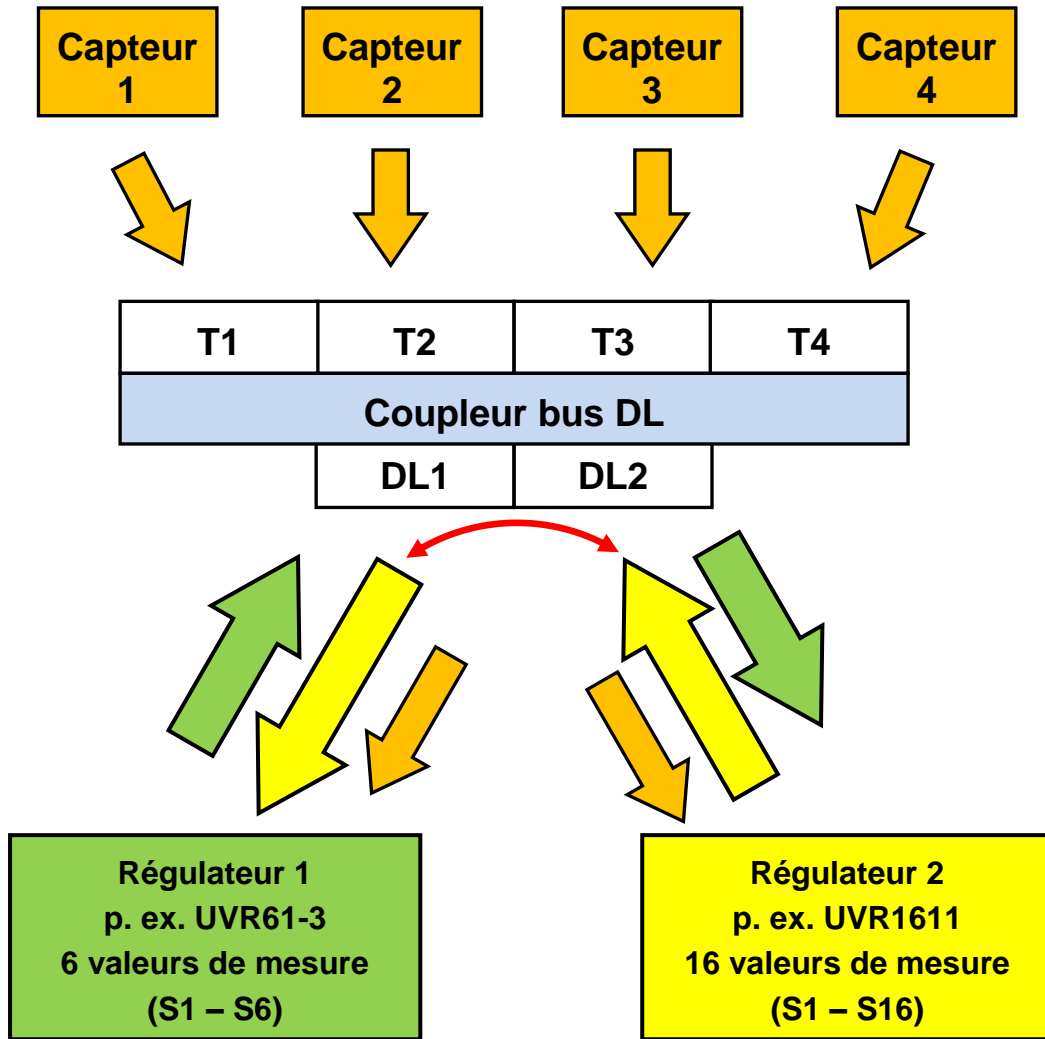 Capteur
1
Capteur
2
Capteur
3
Capteur
4
T1
T2
T3
T4
Coupleur bus DL
DL1
DL2
Régulateur 1
p. ex. UVR61-3
6 valeurs de mesure
(S1 – S6)
Régulateur 2
p. ex. UVR1611
16 valeurs de mesure
(S1 – S16)